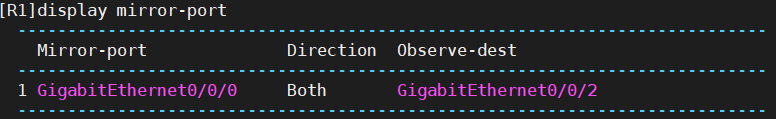 [R1]display mirror-port
--------------------------------------------------------------------------
Mirror-port Direction Observe-dest
--------------------------------------------------------------------------
1 GigabitEthernet0/0/0 Both GigabitEthernet0/0/2
--------------------------------------------------------------------------